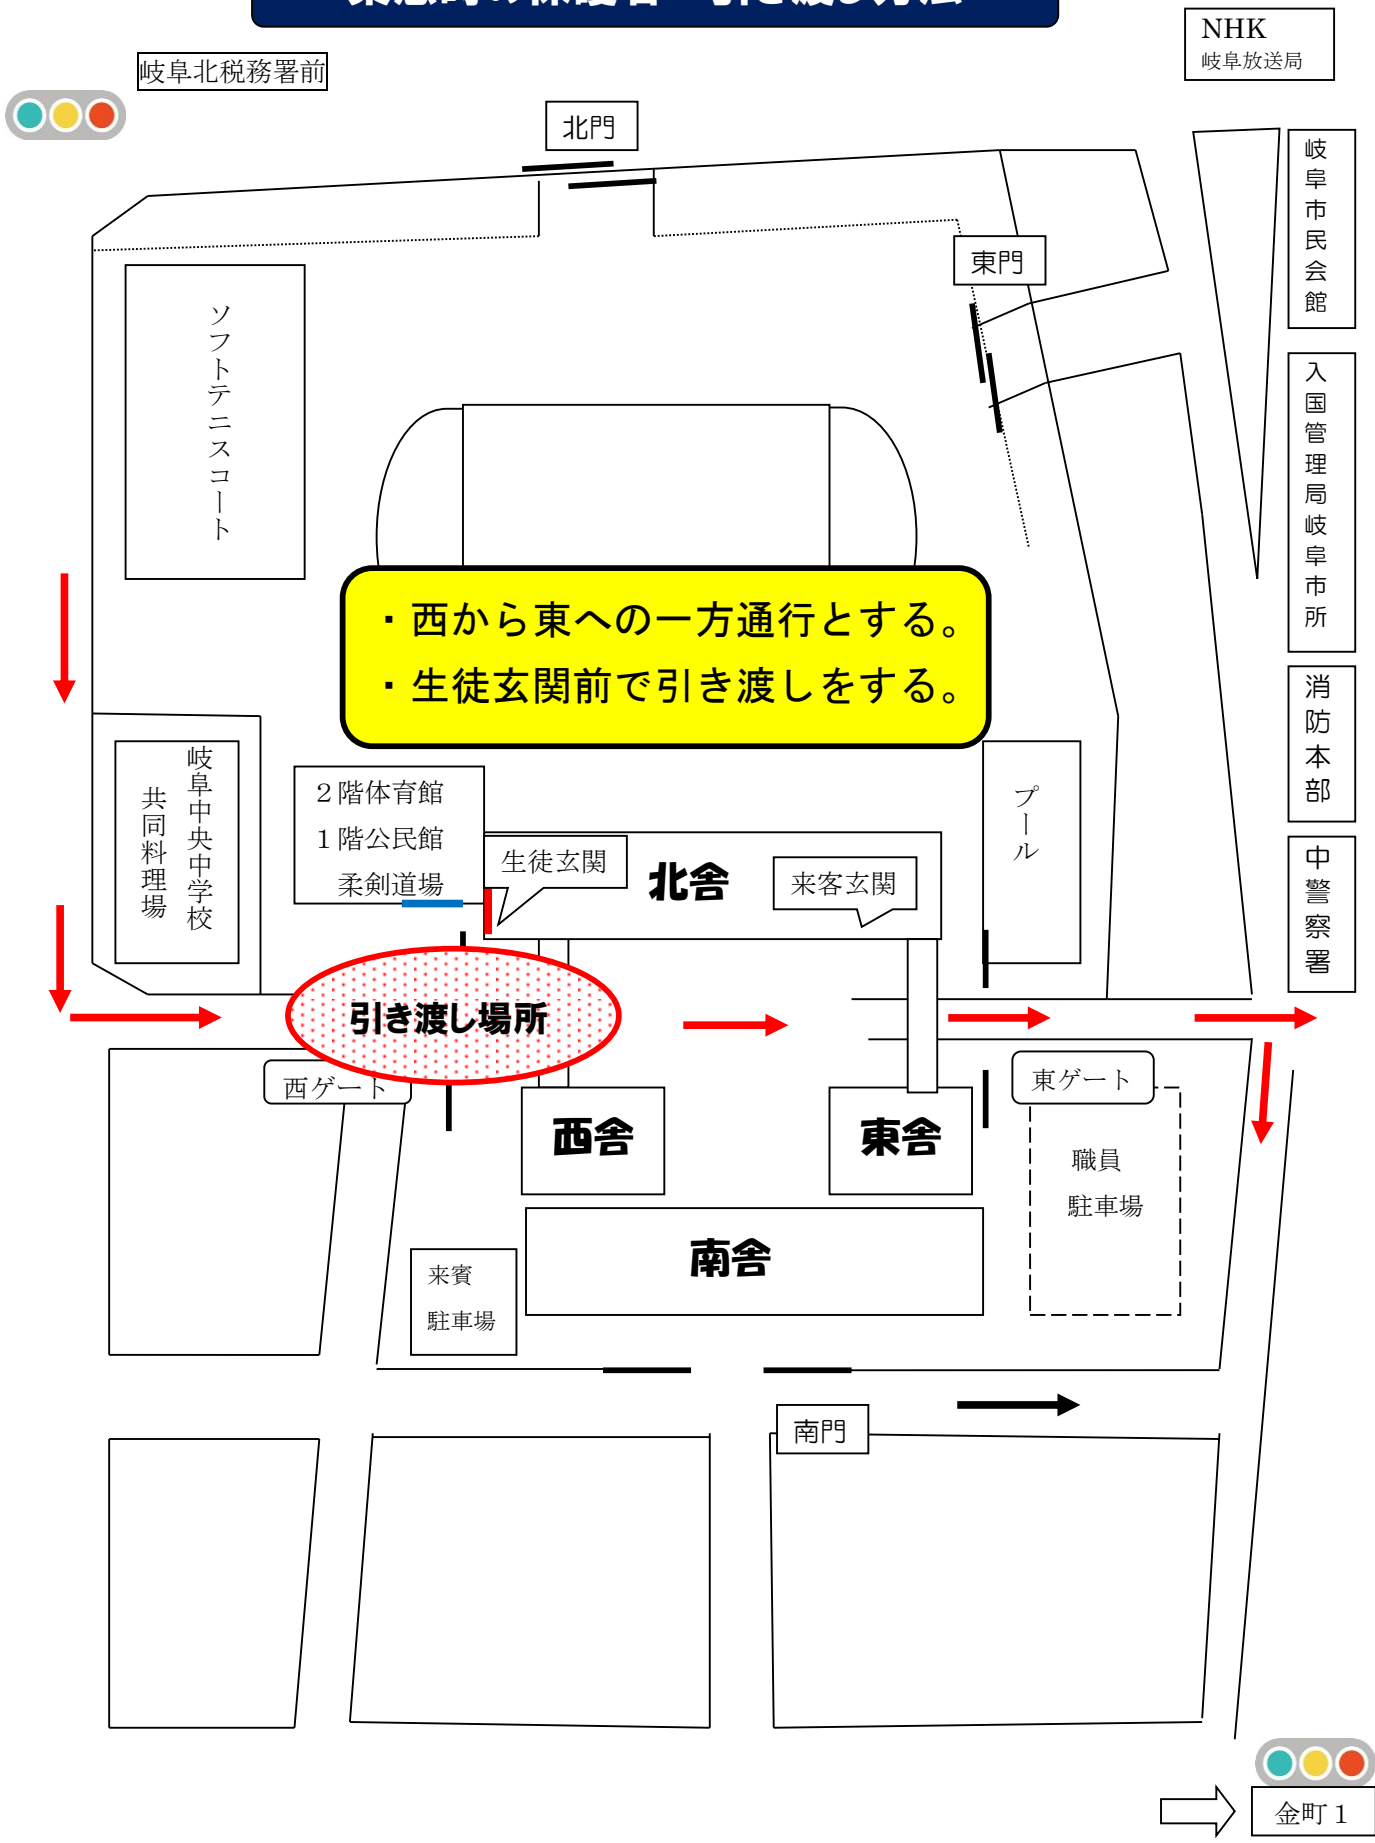 NHK
岐阜放送局
岐阜北税務署前
北門
岐阜市民会館
東門
ソフトテニスコート
入国管理局岐阜市所
・西から東への一方通行とする。
・生徒玄関前で引き渡しをする。
消防本部
岐阜中央中学校
共同料理場
２階体育館
１階公民館
柔剣道場
生徒玄関
北舎
来客玄関
プール
中警察署
引き渡し場所
西ゲート
東ゲート
西舎
東舎
職員
駐車場
南舎
来賓
駐車場
南門
金町１